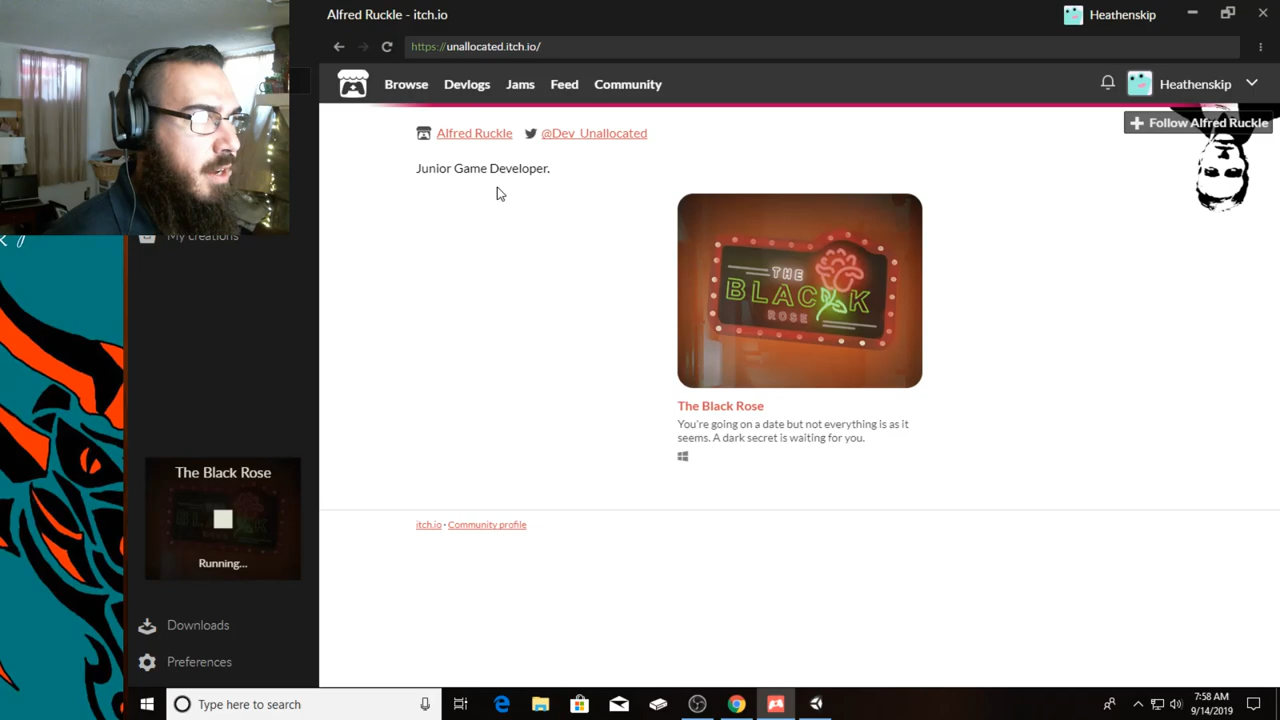 Alfred Ruckle - itch.io
Heathenskip
https://unallocated.itch.io/
Browse
Devlogs
Jams
Feed
Community
Heathenskip
Alfred Ruckle
@Dev_Unallocated
Follow Alfred Ruckle
Junior Game Developer.
My creations
THE
BLACK
ROSE
The Black Rose
You're going on a date but not everything is as it
seems. A dark secret is waiting for you.
The Black Rose
Running...
itch.io · Community profile
Downloads
Preferences
Type here to search
7:58 AM
9/14/2019